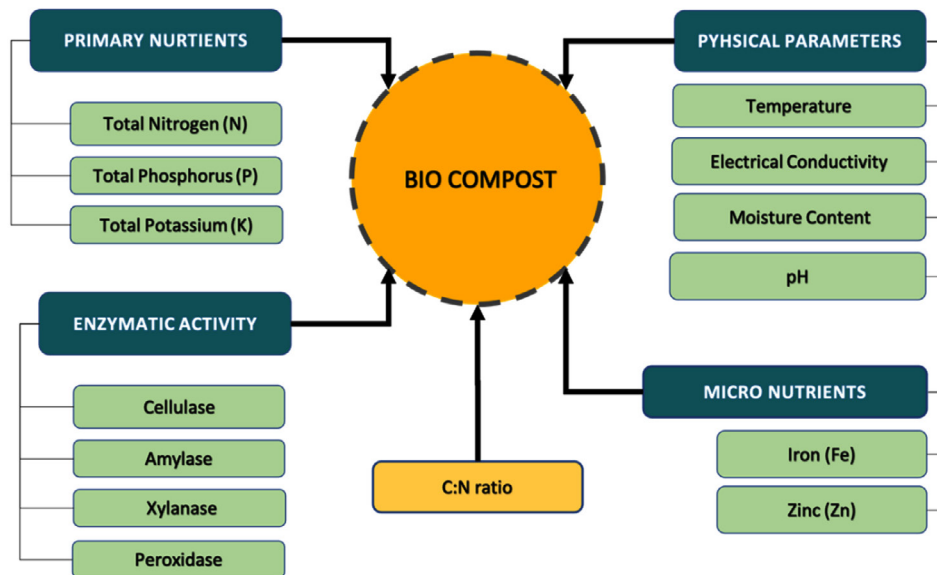 PRIMARY NURTIENTS
Total Nitrogen (N)
Total Phosphorus (P)
Total Potassium (K)
BIO COMPOST
PYHSICAL PARAMETERS
Temperature
Electrical Conductivity
Moisture Content
pH
ENZYMATIC ACTIVITY
Cellulase
Amylase
Xylanase
Peroxidase
C:N ratio
MICRO NUTRIENTS
Iron (Fe)
Zinc (Zn)